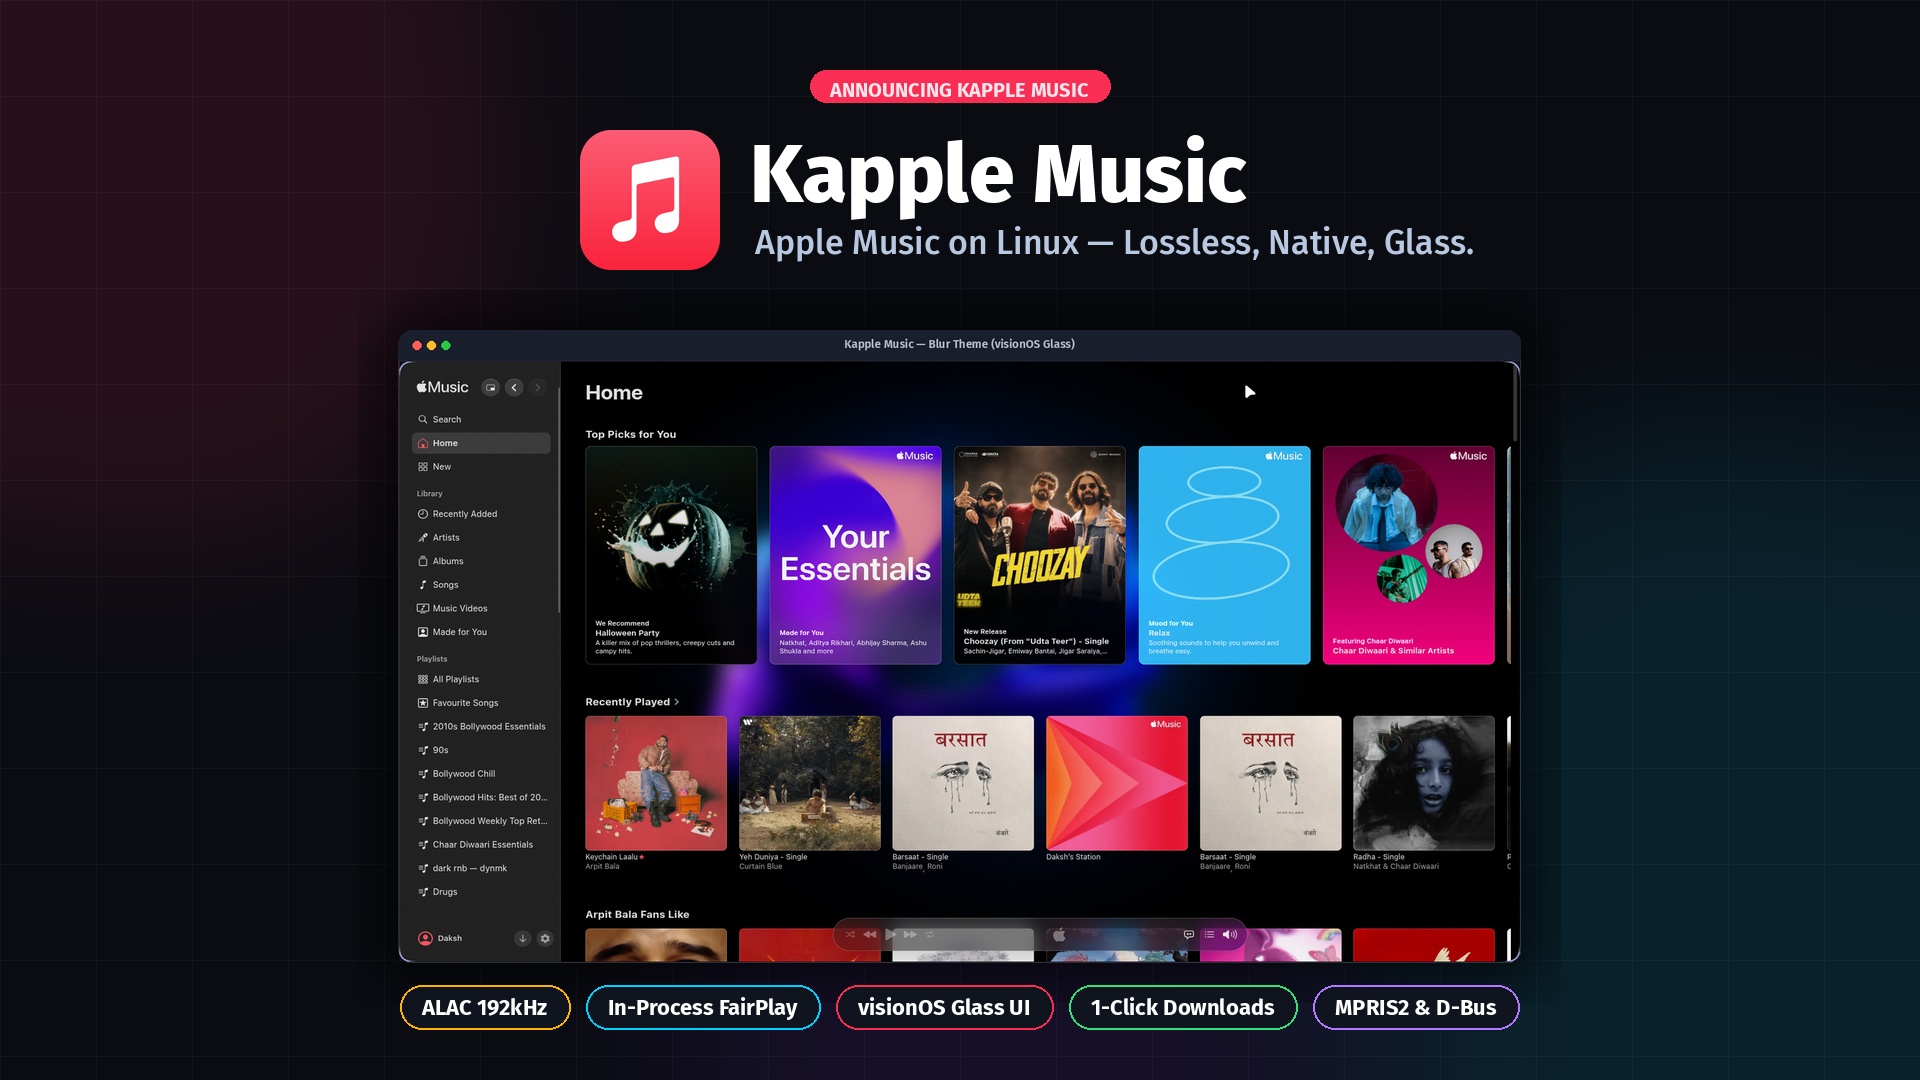 ANNOUNCING KAPPLE MUSIC
Kapple Music
Apple Music on Linux — Lossless, Native, Glass.
Kapple Music — Blur Theme (visionOS Glass)
Music
Search
Home
New
Library
Recently Added
Artists
Albums
Songs
Music Videos
Made for You
Playlists
All Playlists
Favourite Songs
2010s Bollywood Essentials
90s
Bollywood Chill
Bollywood Hits: Best of 20...
Bollywood Weekly Top Ret...
Chaar Diwaari Essentials
dark rnb — dynmk
Drugs
Daksh
Home
Top Picks for You
We Recommend
Halloween Party
A killer mix of pop thrillers, creepy cuts and
campy hits.
Music
Your
Essentials
Made for You
Natkhat, Aditya Rikhari, Abhijay Sharma, Ashu
Shukla and more
CHOOZAY
UDTA
TEER
New Release
Choozay (From "Udta Teer") - Single
Sachin-Jigar, Emiway Bantai, Jigar Saraiya,...
Music
Mood for You
Relax
Soothing sounds to help you unwind and
breathe easy.
Music
Featuring Chaar Diwaari
Chaar Diwaari & Similar Artists
Recently Played
Keychain Laalu
Arpit Bala
Yeh Duniya - Single
Curtain Blue
बरसात
बंजारे
Barsaat - Single
Banjaare, Roni
Music
Daksh's Station
बरसात
बंजारे
Barsaat - Single
Banjaare, Roni
Radha - Single
Natkhat & Chaar Diwaari
Arpit Bala Fans Like
ALAC 192kHz
In-Process FairPlay
visionOS Glass UI
1-Click Downloads
MPRIS2 & D-Bus